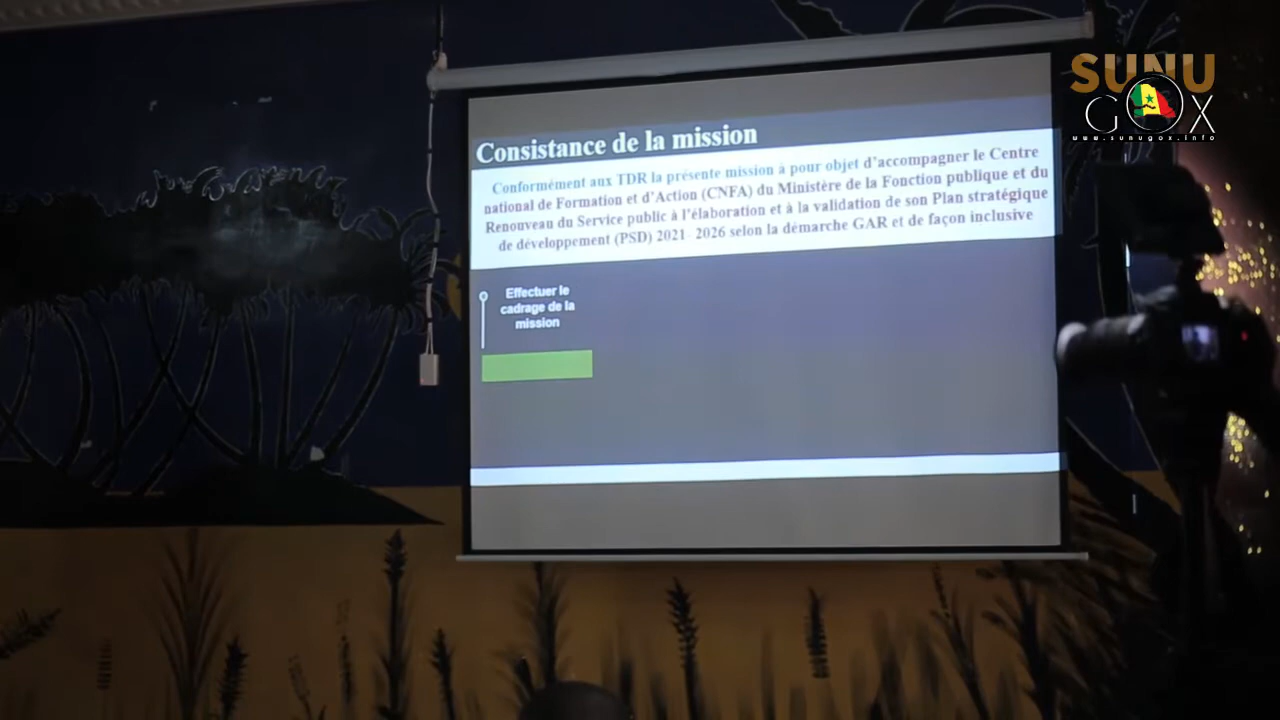 SUNU
GOX
www.sunugox.info
Consistance de la mission
Conformément aux TDR la présente mission à pour objet d'accompagner le Centre
national de Formation et d'Action (CNFA) du Ministère de la Fonction publique et du
Renouveau du Service public à l'élaboration et à la validation de son Plan stratégique
de développement (PSD) 2021- 2026 selon la démarche GAR et de façon inclusive
Effectuer le
cadrage de la
mission